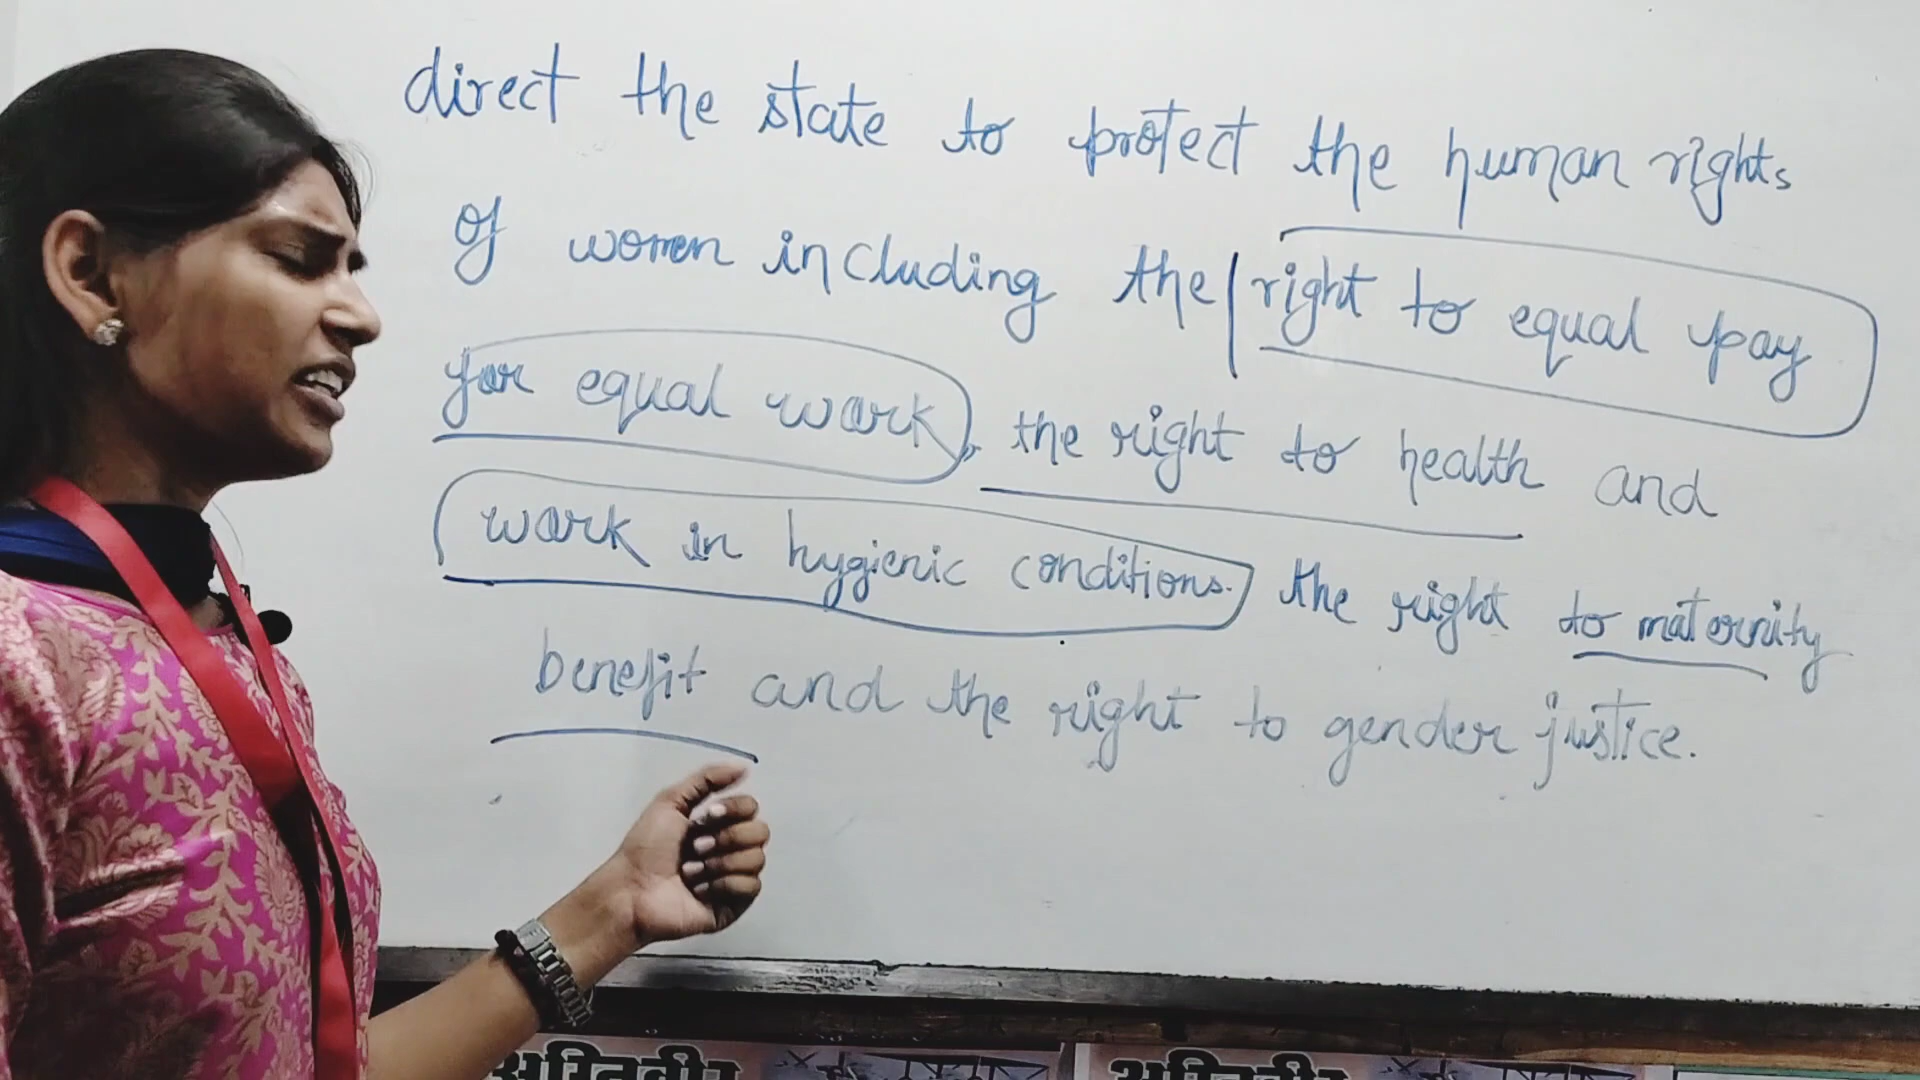 direct the state to protect the human rights
of women including the right to equal pay
for equal work, the right to health and
work in hygienic conditions. the right to maternity
benefit and the right to gender justice.
अग्निवीर अग्निवीर